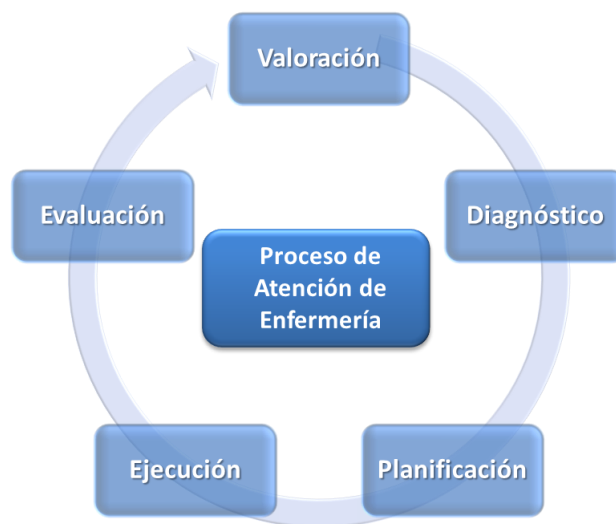 Valoración
Evaluación
Diagnóstico
Proceso de
Atención de
Enfermería
Ejecución
Planificación